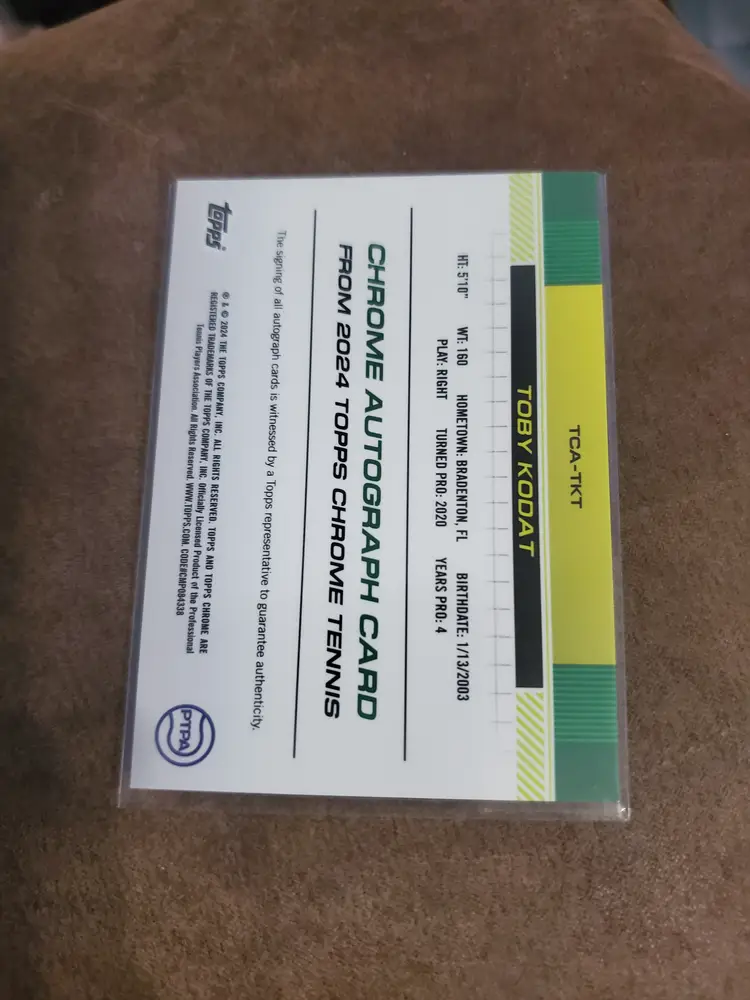 TCA-TKT
TOBY KODAT
HT: 5'10" WT: 160 HOMETOWN: BRADENTON, FL BIRTHDATE: 1/13/2003
PLAY: RIGHT TURNED PRO: 2020 YEARS PRO: 4
CHROME AUTOGRAPH CARD
FROM 2024 TOPPS CHROME TENNIS
The signing of all autograph cards is witnessed by a Topps representative to guarantee authenticity.
topps
® & © 2024 THE TOPPS COMPANY, INC. ALL RIGHTS RESERVED. TOPPS AND TOPPS CHROME ARE
REGISTERED TRADEMARKS OF THE TOPPS COMPANY, INC. Officially Licensed Product of the Professional
Tennis Players Association. All Rights Reserved. WWW.TOPPS.COM. CODE#CMP094338
PTPA